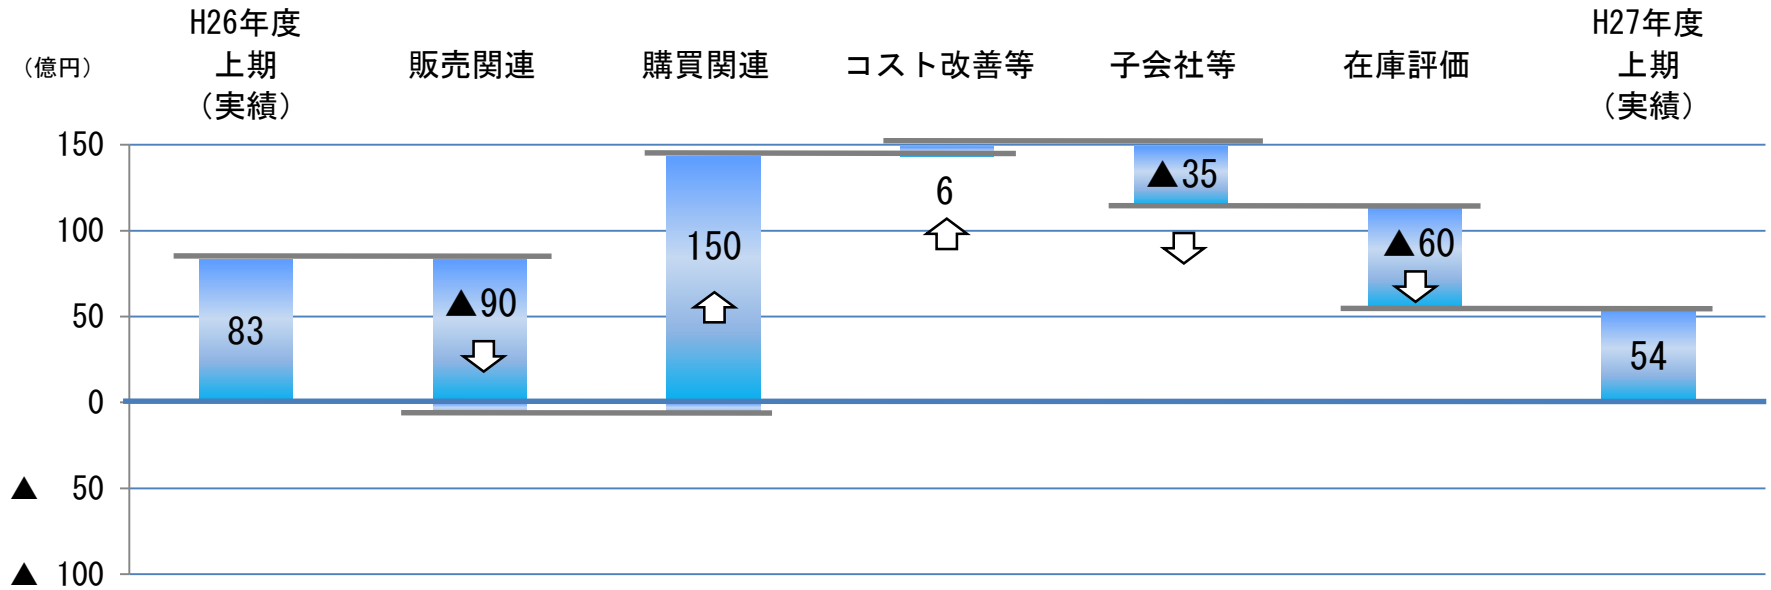 H26年度
上期
(実績)
H27年度
上期
(実績)
(億円)
販売関連
購買関連
コスト改善等
子会社等
在庫評価
150
100
50
0
▲ 50
▲ 100
83
▲90
150
6
▲35
▲60
54